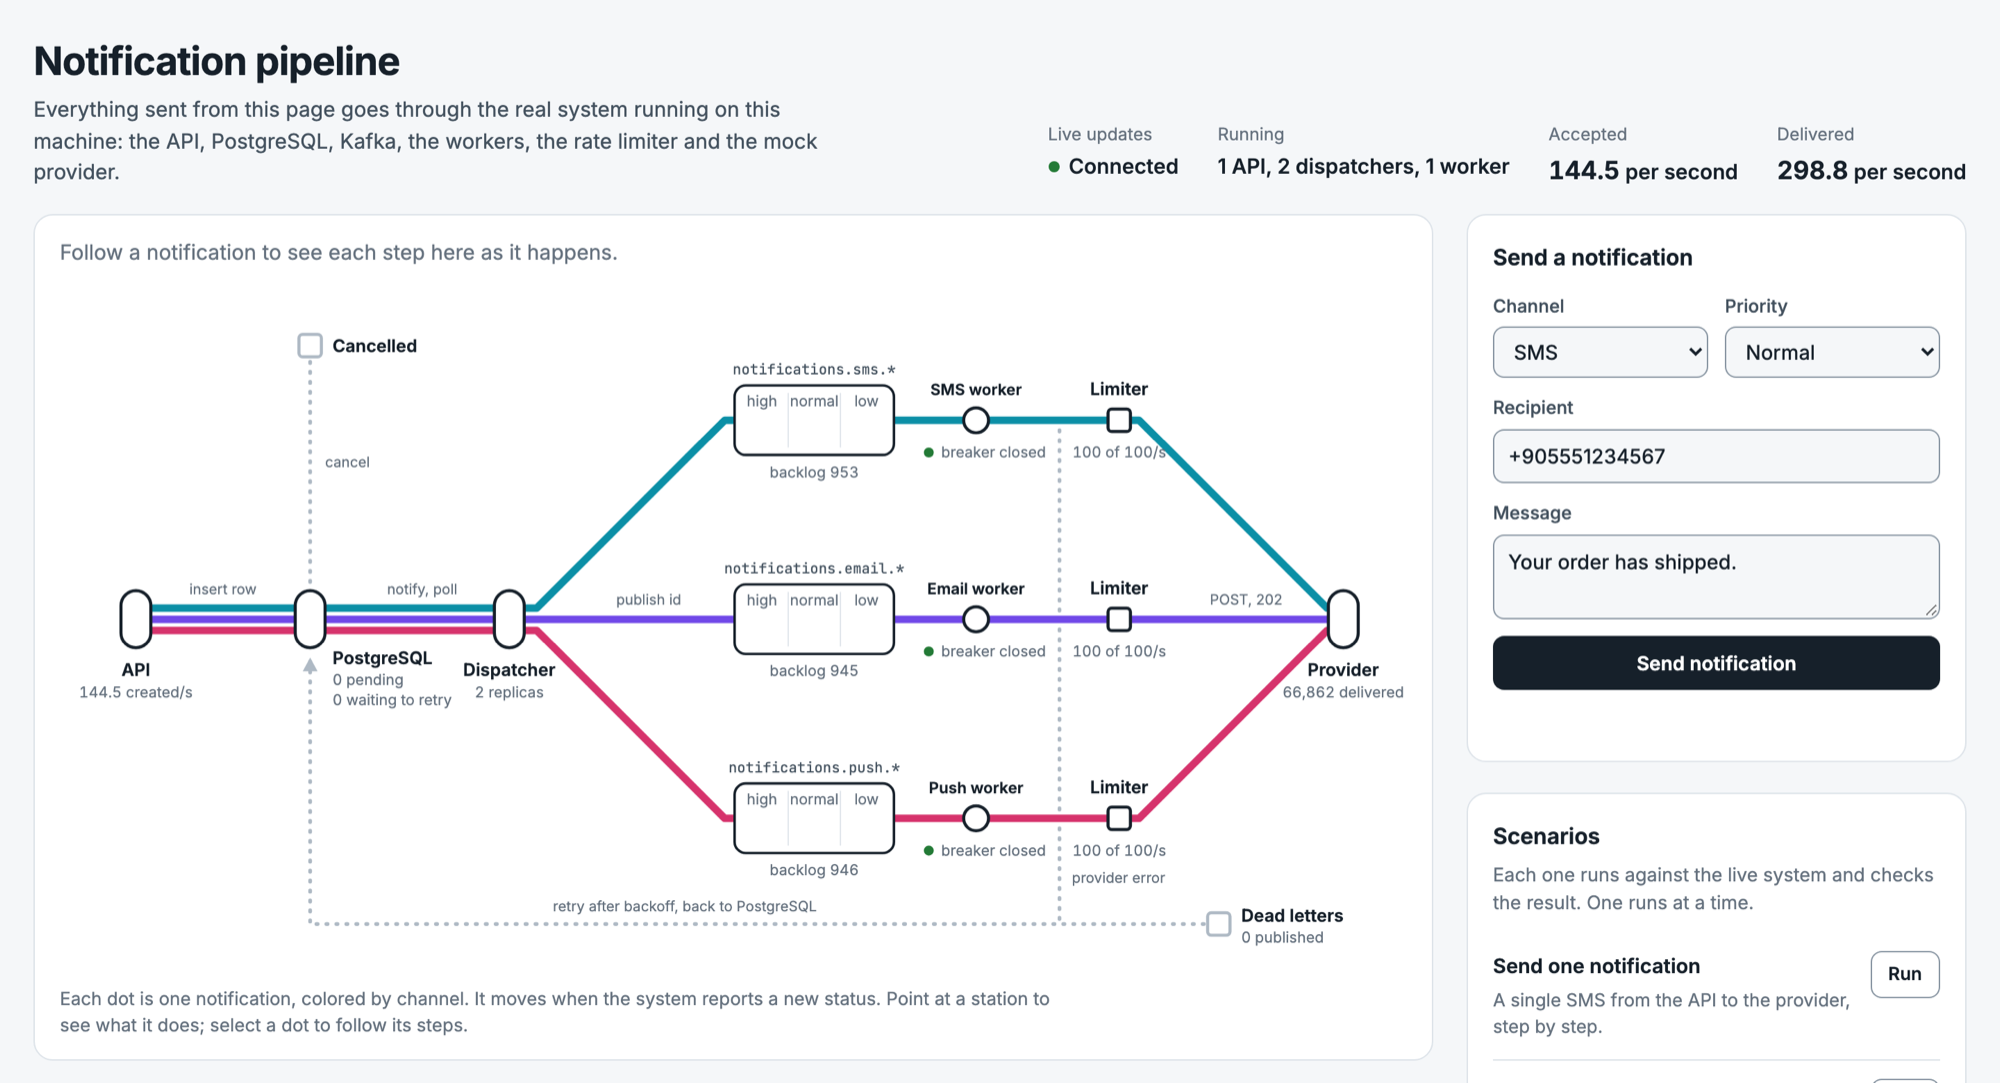 Notification pipeline
Everything sent from this page goes through the real system running on this
machine: the API, PostgreSQL, Kafka, the workers, the rate limiter and the mock
provider.
Live updates
Connected
Running
1 API, 2 dispatchers, 1 worker
Accepted
144.5 per second
Delivered
298.8 per second
Follow a notification to see each step here as it happens.
Cancelled
cancel
notifications.sms.*
high normal low
backlog 953
SMS worker
breaker closed
Limiter
100 of 100/s
insert row
notify, poll
publish id
notifications.email.*
high normal low
backlog 945
Email worker
breaker closed
Limiter
100 of 100/s
POST, 202
API
144.5 created/s
PostgreSQL
0 pending
0 waiting to retry
Dispatcher
2 replicas
Provider
66,862 delivered
notifications.push.*
high normal low
backlog 946
Push worker
breaker closed
Limiter
100 of 100/s
provider error
retry after backoff, back to PostgreSQL
Dead letters
0 published
Each dot is one notification, colored by channel. It moves when the system reports a new status. Point at a station to
see what it does; select a dot to follow its steps.
Send a notification
Channel
SMS
Priority
Normal
Recipient
+905551234567
Message
Your order has shipped.
Send notification
Scenarios
Each one runs against the live system and checks
the result. One runs at a time.
Send one notification
Run
A single SMS from the API to the provider,
step by step.